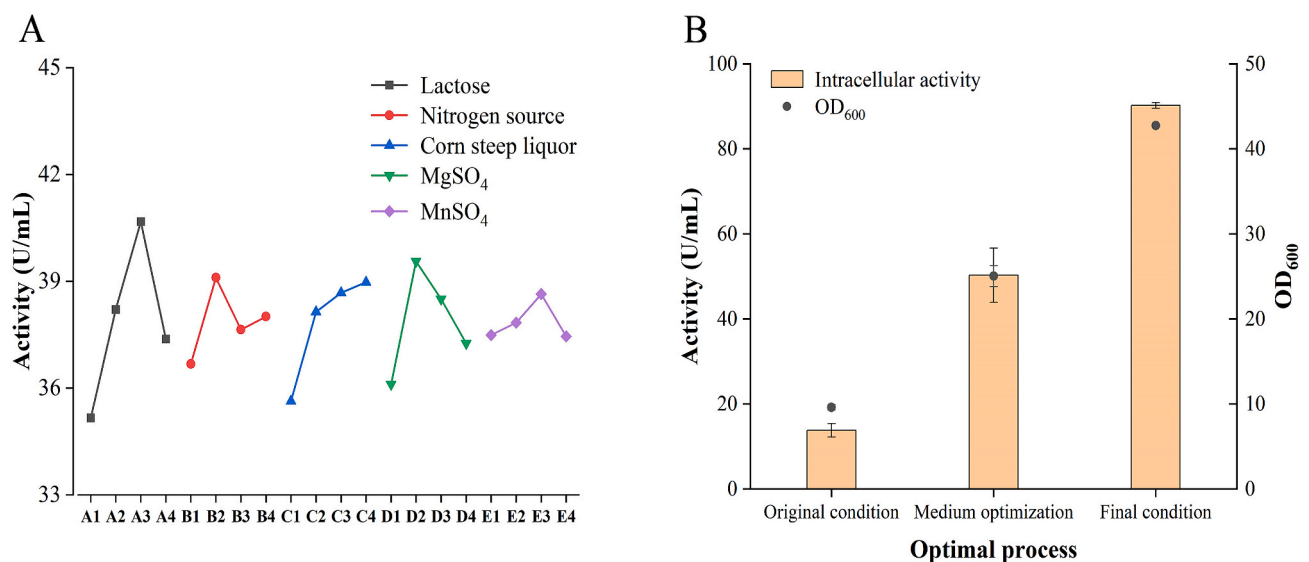 A
45
42
39
36
33
Activity (U/mL)
Lactose
Nitrogen source
Corn steep liquor
MgSO4
MnSO4
A1 A2 A3 A4 B1 B2 B3 B4 C1 C2 C3 C4 D1 D2 D3 D4 E1 E2 E3 E4
B
100
80
60
40
20
0
Activity (U/mL)
Intracellular activity
OD600
50
40
30
20
10
0
OD600
Original condition Medium optimization Final condition
Optimal process